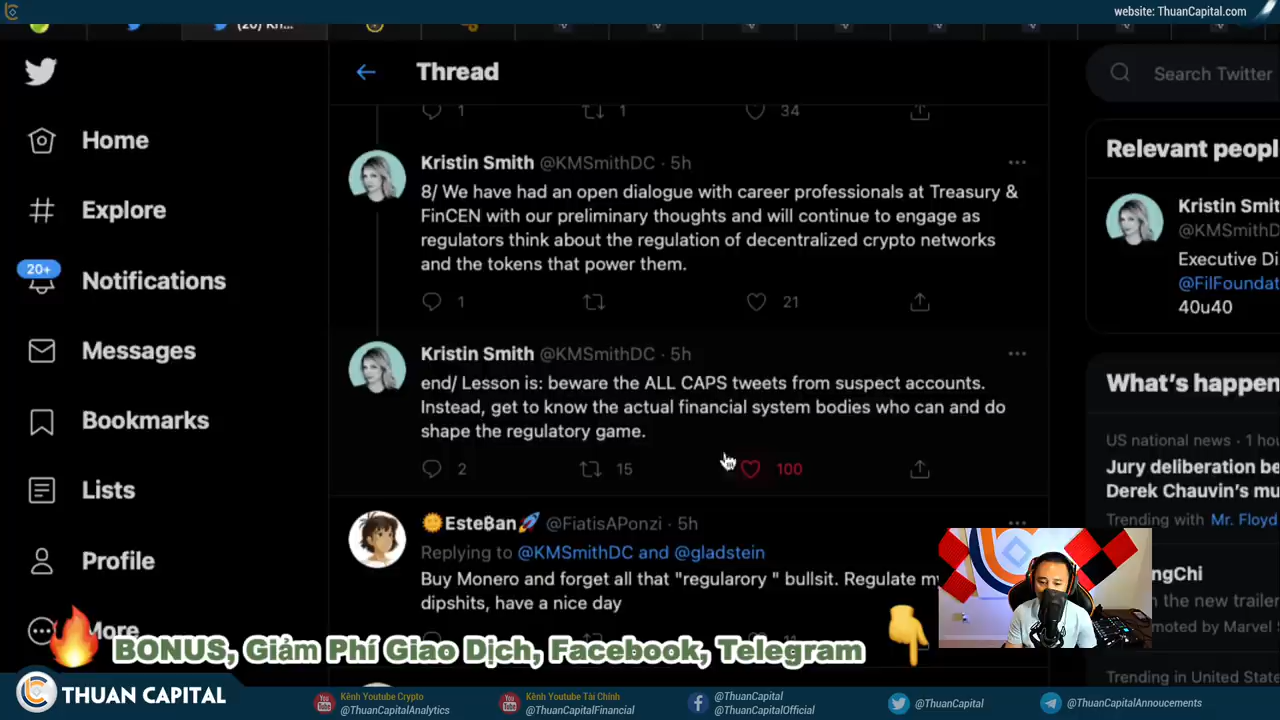 website: ThuanCapital.com
Thread
Search Twitter
1
1
34
Home
Explore
20+
Notifications
Messages
Bookmarks
Lists
Profile
More
Kristin Smith @KMSmithDC · 5h
8/ We have had an open dialogue with career professionals at Treasury &
FinCEN with our preliminary thoughts and will continue to engage as
regulators think about the regulation of decentralized crypto networks
and the tokens that power them.
1
21
Kristin Smith @KMSmithDC · 5h
end/ Lesson is: beware the ALL CAPS tweets from suspect accounts.
Instead, get to know the actual financial system bodies who can and do
shape the regulatory game.
2
15
100
EsteBan @FiatisAPonzi · 5h
Replying to @KMSmithDC and @gladstein
Buy Monero and forget all that "regularory " bullsit. Regulate my
dipshits, have a nice day
Relevant peopl
Kristin Smit
@KMSmithD
Executive Di
@FilFoundat
40u40
What's happen
US national news · 1 hou
Jury deliberation be
Derek Chauvin's mu
Trending with Mr. Floyd
ngChi
n the new trailer
moted by Marvel
Trending in United State
BONUS, Giảm Phí Giao Dịch, Facebook, Telegram
THUAN CAPITAL
Kênh Youtube Crypto
@ThuanCapitalAnalytics
Kênh Youtube Tài Chính
@ThuanCapitalFinancial
@ThuanCapital
@ThuanCapitalOfficial
@ThuanCapital
@ThuanCapitalAnnoucements